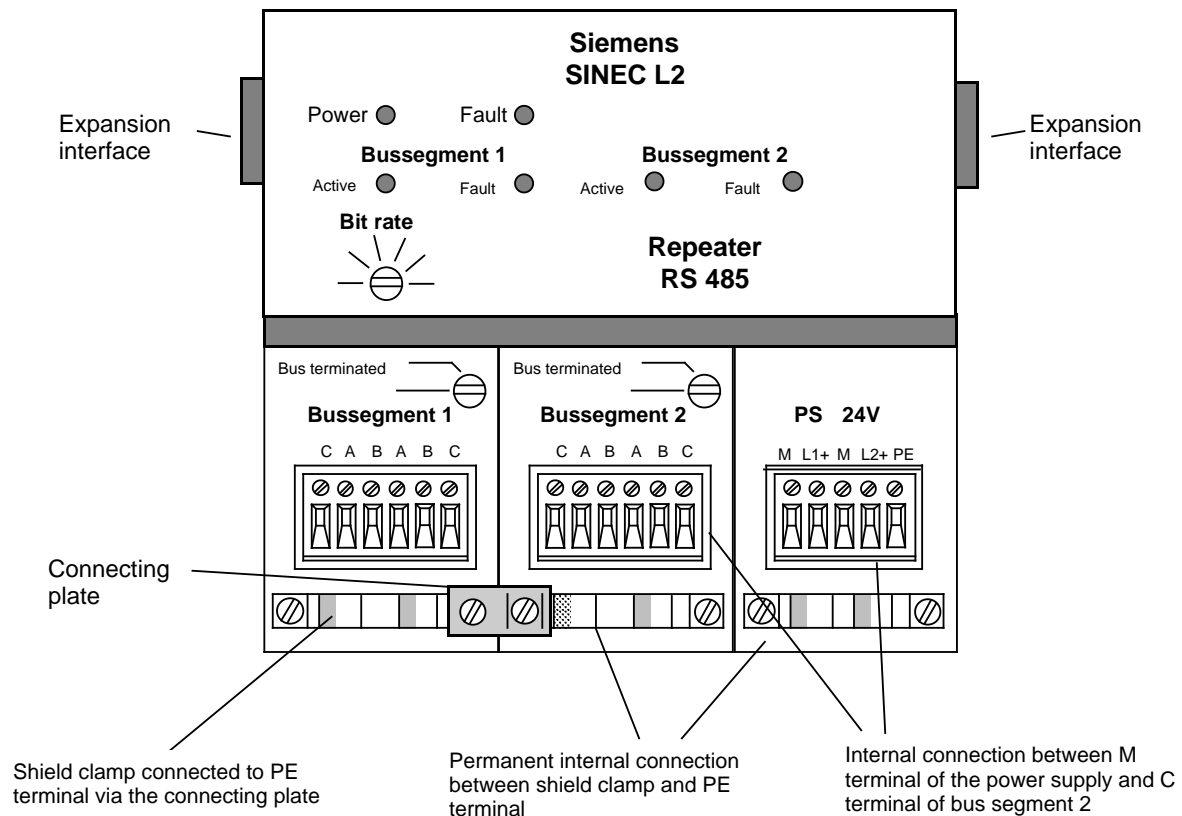 Siemens
SINEC L2
Power
Fault
Expansion
interface
Expansion
interface
Bussegment 1
Bussegment 2
Active
Fault
Active
Fault
Bit rate
Repeater
RS 485
Bus terminated
Bus terminated
Bussegment 1
Bussegment 2
PS 24V
C A B A B C
C A B A B C
M L1+ M L2+ PE
Connecting
plate
Shield clamp connected to PE
terminal via the connecting plate
Permanent internal connection
between shield clamp and PE
terminal
Internal connection between M
terminal of the power supply and C
terminal of bus segment 2